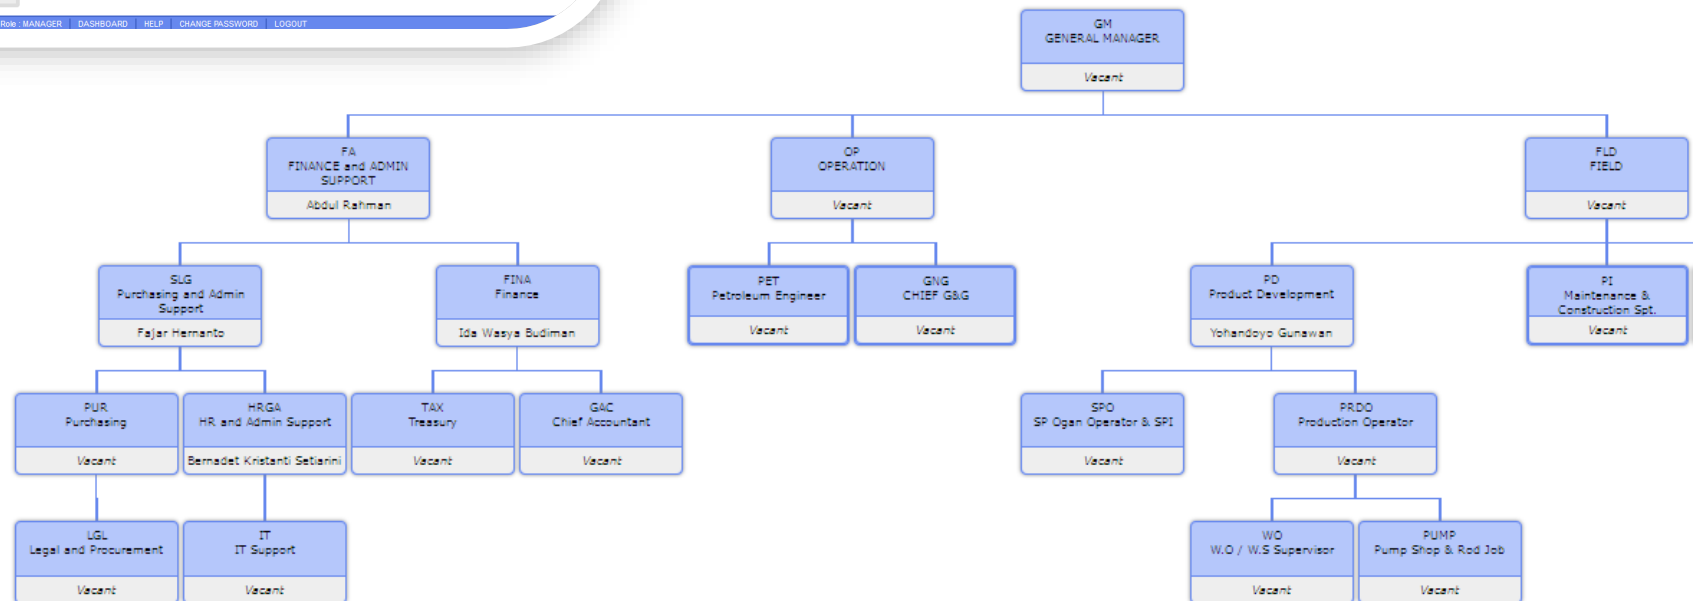 Role : MANAGER | DASHBOARD | HELP | CHANGE PASSWORD | LOGOUT
GM
GENERAL MANAGER
Vacant
FA
FINANCE and ADMIN
SUPPORT
Abdul Rahman
OP
OPERATION
Vacant
FLD
FIELD
Vacant
SLG
Purchasing and Admin
Support
Fajar Hernanto
FINA
Finance
Ida Wasya Budiman
PET
Petroleum Engineer
Vacant
GNG
CHIEF G&G
Vacant
PD
Product Development
Yohandoyo Gunawan
PI
Maintenance &
Construction Spt.
Vacant
PUR
Purchasing
Vacant
HRGA
HR and Admin Support
Bernadet Kristanti Setiarini
TAX
Treasury
Vacant
GAC
Chief Accountant
Vacant
SPO
SP Ogan Operator & SPI
Vacant
PRDO
Production Operator
Vacant
LGL
Legal and Procurement
Vacant
IT
IT Support
Vacant
WO
W.O / W.S Supervisor
Vacant
PUMP
Pump Shop & Rod Job
Vacant